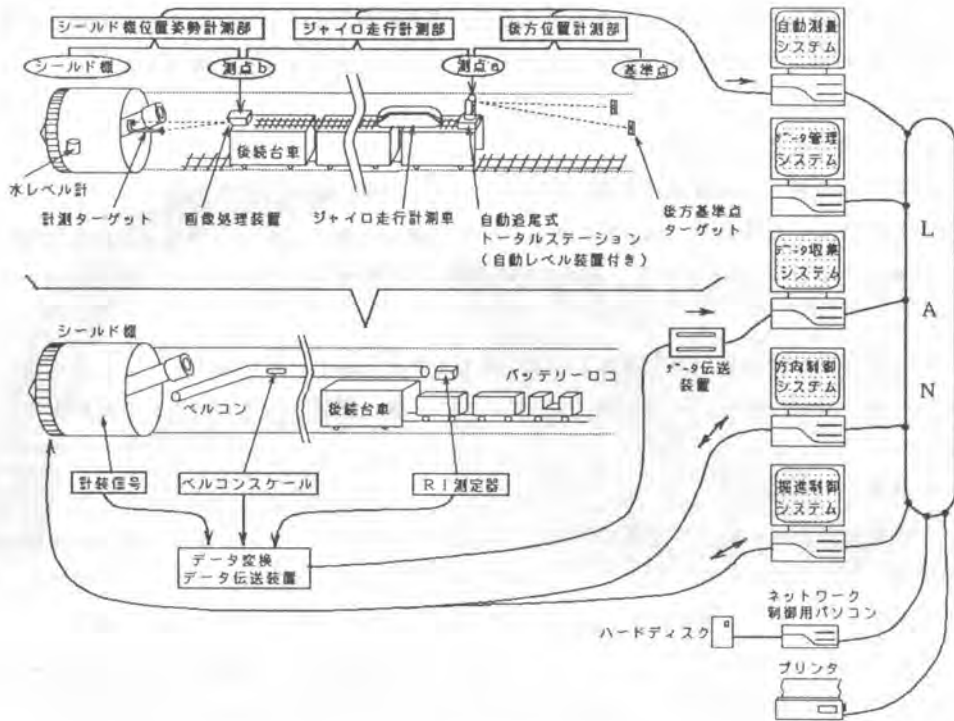 シールド機位置姿勢計測部
ジャイロ走行計測部
後方位置計測部
シールド機
測点b
測点a
基準点
後続台車
水レベル計
計測ターゲット
画像処理装置
ジャイロ走行計測車
自動追尾式
トータルステーション
(自動レベル装置付き)
後方基準点
ターゲット
シールド機
ベルコン
後続台車
バッテリーロコ
計装信号
ベルコンスケール
RI測定器
データ変換
データ伝送装置
データ伝送
装置
自動測量
システム
データ管理
システム
データ収集
システム
方向制御
システム
掘進制御
システム
LAN
ネットワーク
制御用パソコン
ハードディスク
プリンタ